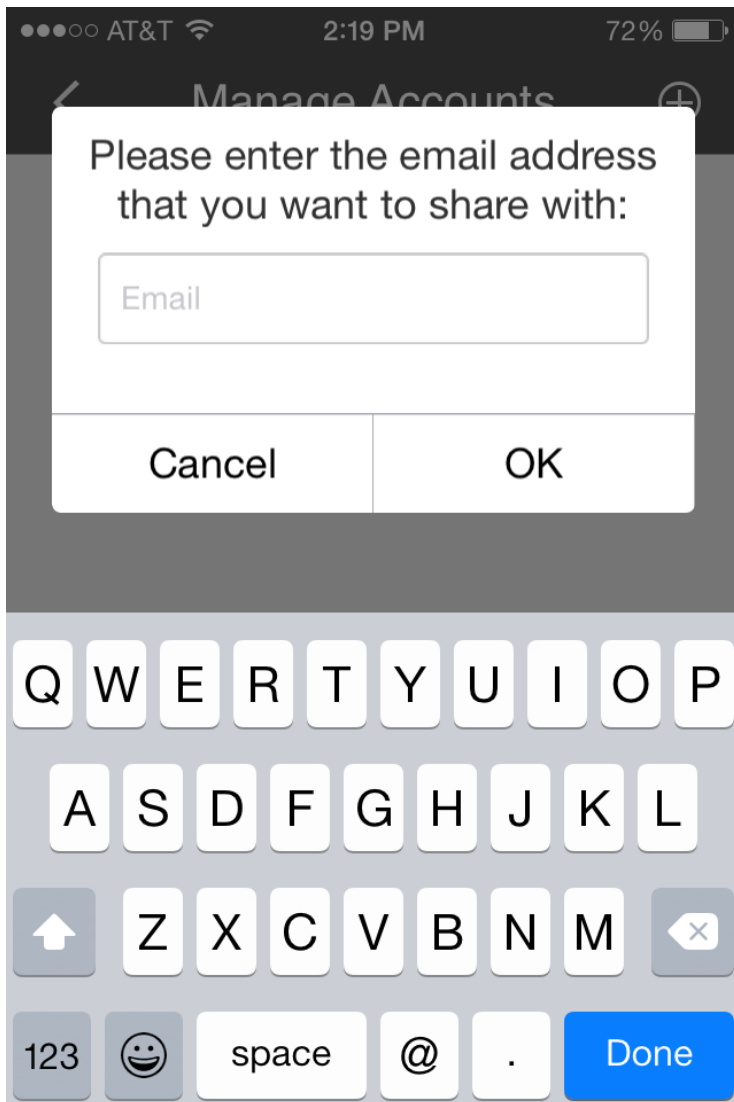 AT&T 2:19 PM 72%
Manage Accounts
Please enter the email address
that you want to share with:
Email
Cancel OK
Q W E R T Y U I O P
A S D F G H J K L
Z X C V B N M
123 space @ . Done